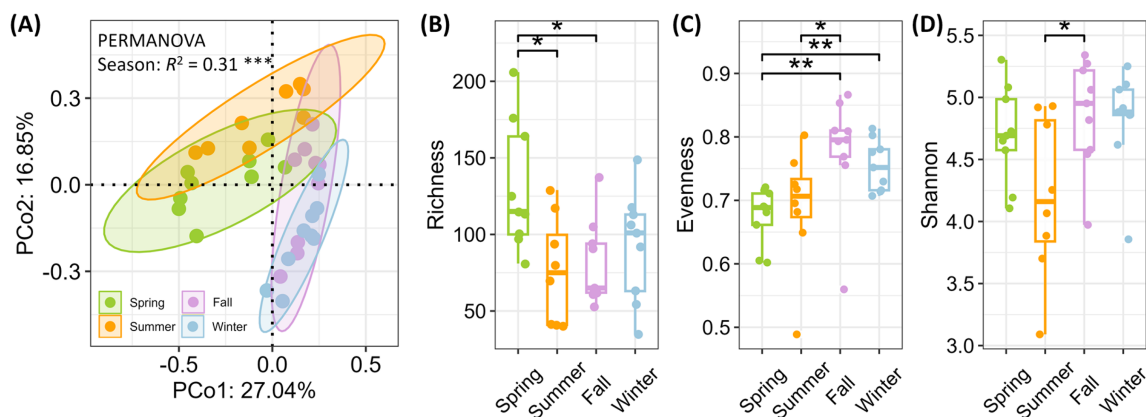 (A)
PERMANOVA
Season: R² = 0.31 ***
PCo2: 16.85%
0.3
0.0
-0.3
Spring
Fall
Summer
Winter
-0.5
0.0
0.5
PCo1: 27.04%
(B)
*
*
Richness
200
150
100
50
Spring
Summer
Fall
Winter
(C)
*
**
**
Evenness
0.9
0.8
0.7
0.6
0.5
Spring
Summer
Fall
Winter
(D)
*
Shannon
5.5
5.0
4.5
4.0
3.5
3.0
Spring
Summer
Fall
Winter